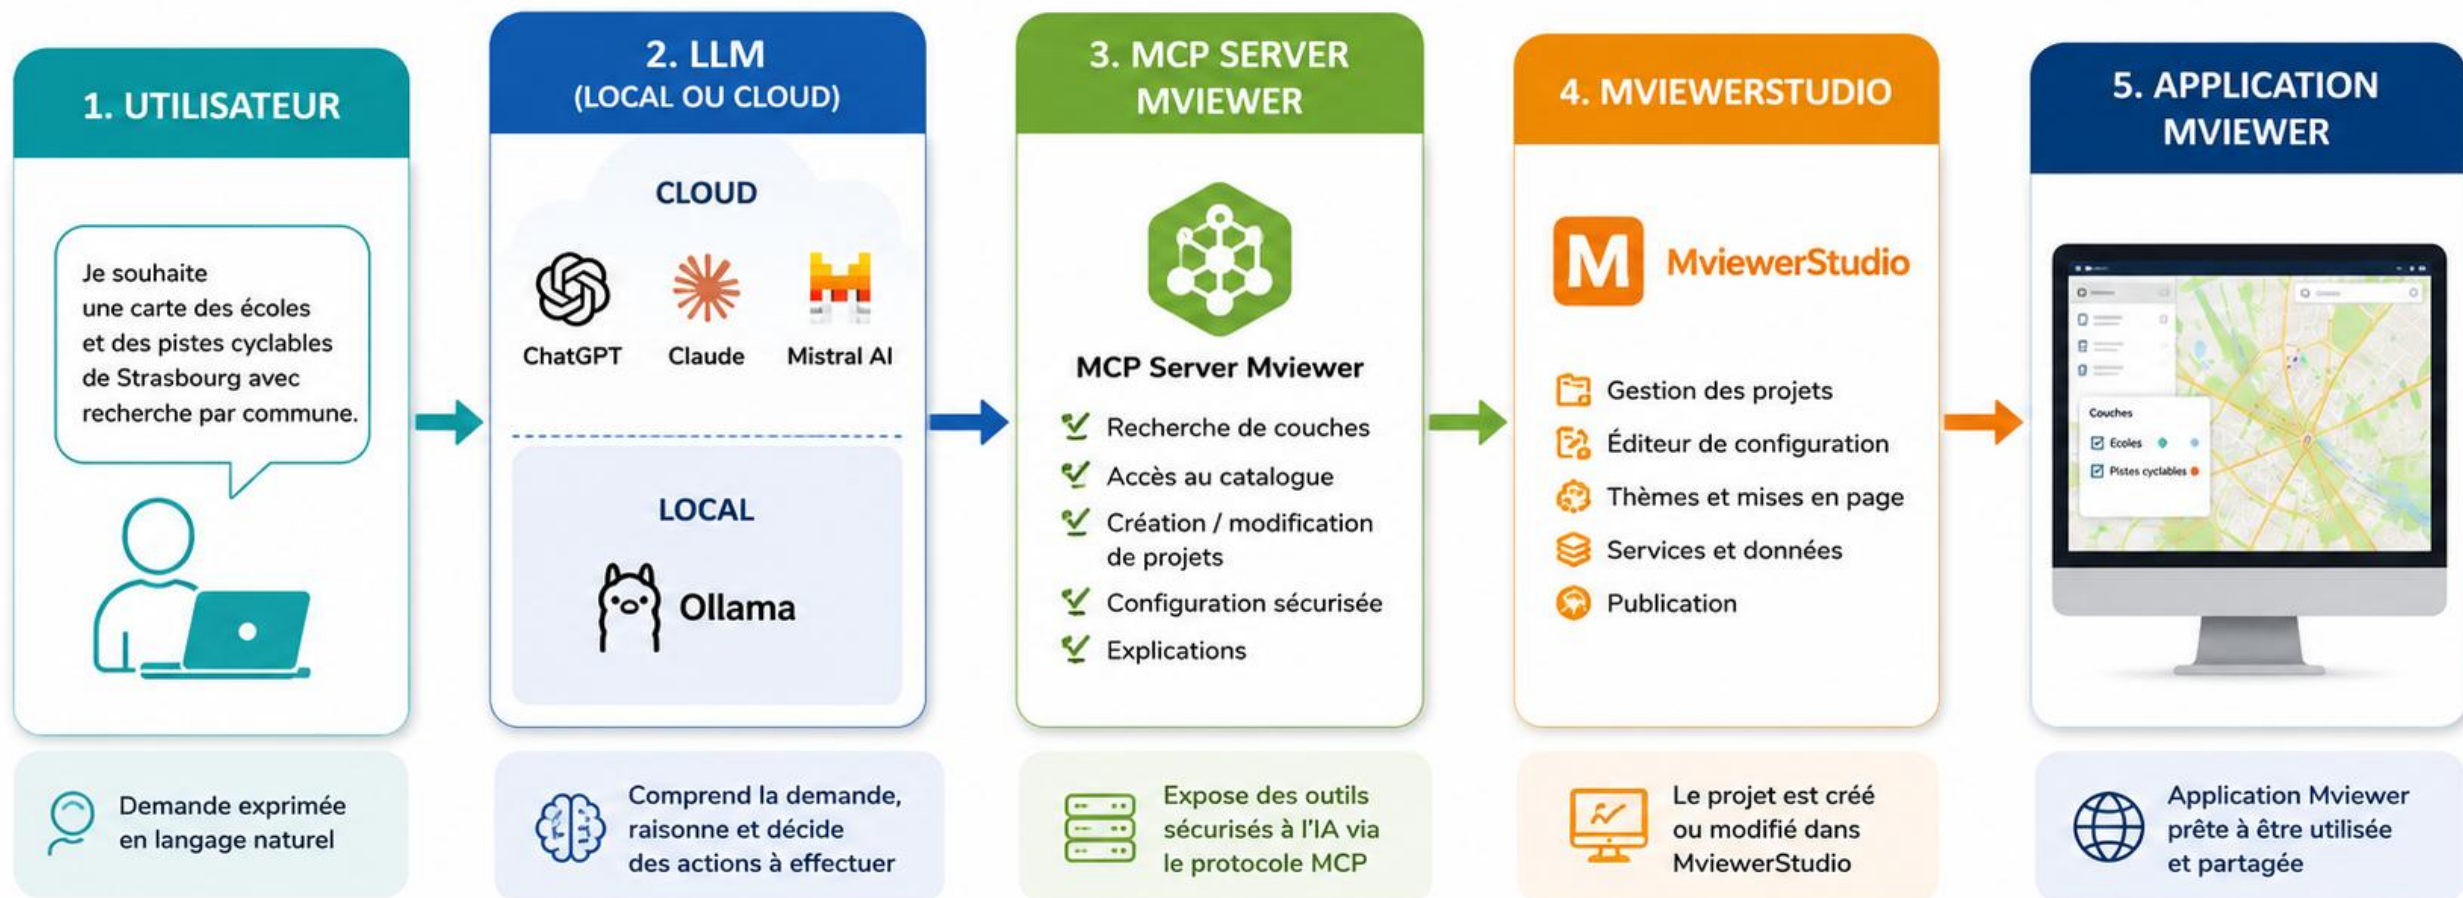 1. UTILISATEUR
Je souhaite
une carte des écoles
et des pistes cyclables
de Strasbourg avec
recherche par commune.
Demande exprimée
en langage naturel
2. LLM
(LOCAL OU CLOUD)
CLOUD
ChatGPT
Claude
Mistral AI
LOCAL
Ollama
Comprend la demande,
raisonne et décide
des actions à effectuer
3. MCP SERVER
MVIEWER
MCP Server Mviewer
Recherche de couches
Accès au catalogue
Création / modification
de projets
Configuration sécurisée
Explications
Expose des outils
sécurisés à l'IA via
le protocole MCP
4. MVIEWERSTUDIO
M
MviewerStudio
Gestion des projets
Éditeur de configuration
Thèmes et mises en page
Services et données
Publication
Le projet est créé
ou modifié dans
MviewerStudio
5. APPLICATION
MVIEWER
Couches
Ecoles
Pistes cyclables
Application Mviewer
prête à être utilisée
et partagée